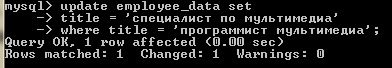 mysql> update employee_data set
-> title = 'специалист по мультимедиа'
-> where title = 'программист мультимедиа';
Query OK, 1 row affected (0.00 sec)
Rows matched: 1  Changed: 1  Warnings: 0